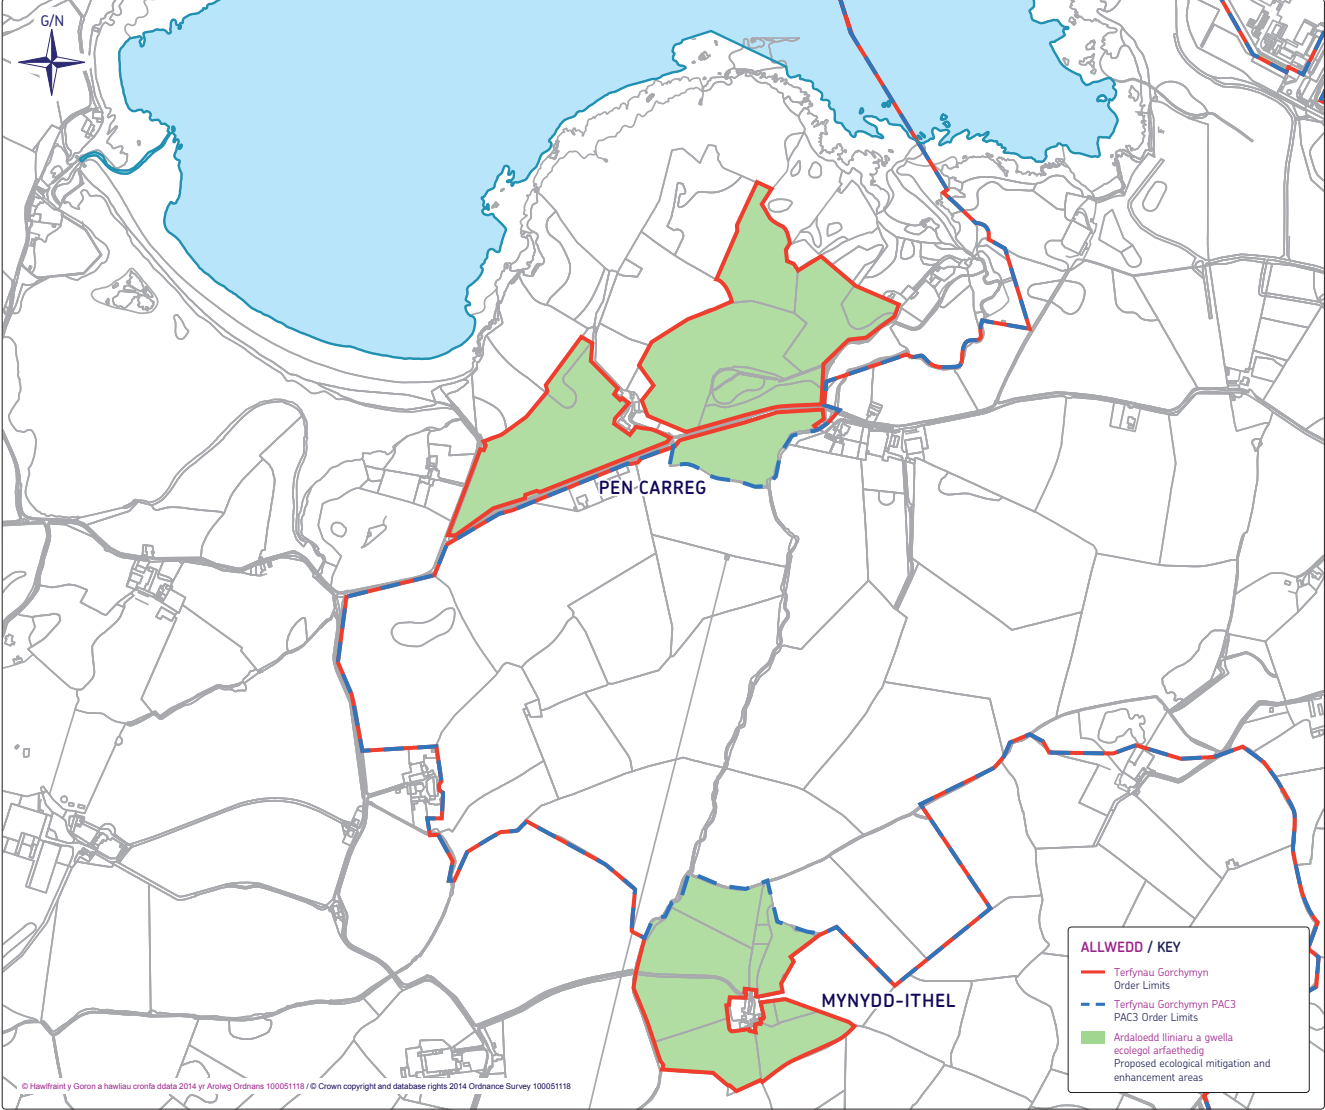 G/N
PEN CARREG
MYNYDD-ITHEL
ALLWEDD / KEY
Terfynau Gorchymyn
Order Limits
Terfynau Gorchymyn PAC3
PAC3 Order Limits
Ardaloedd lliniaru a gwella
ecolegol arfaethedig
Proposed ecological mitigation and
enhancement areas
© Hawlfraint y Goron a hawliau cronfa ddata 2014 yr Arolwg Ordnans 100051118 / © Crown copyright and database rights 2014 Ordnance Survey 100051118